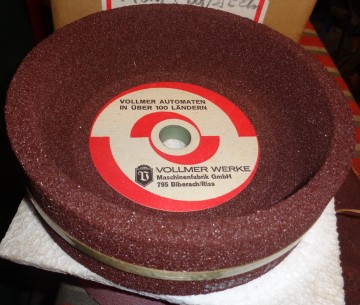 VOLLMER AUTOMATEN
IN ÜBER 100 LÄNDERN
VOLLMER WERKE
Maschinenfabrik GmbH
795 Biberach/Riss